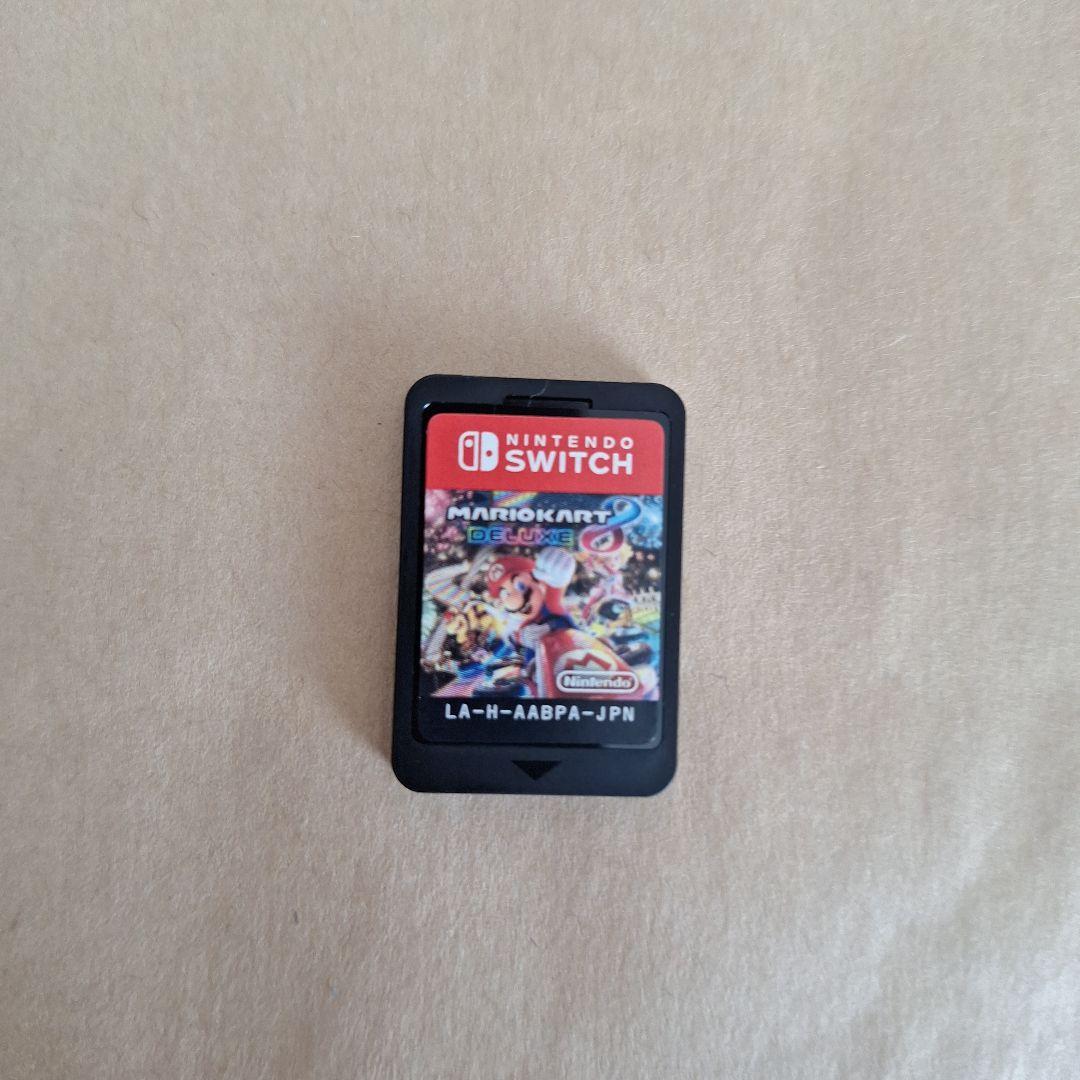 NINTENDO
SWITCH
MARIOKART 8
DELUXE
Nintendo
LA-H-AABPA-JPN